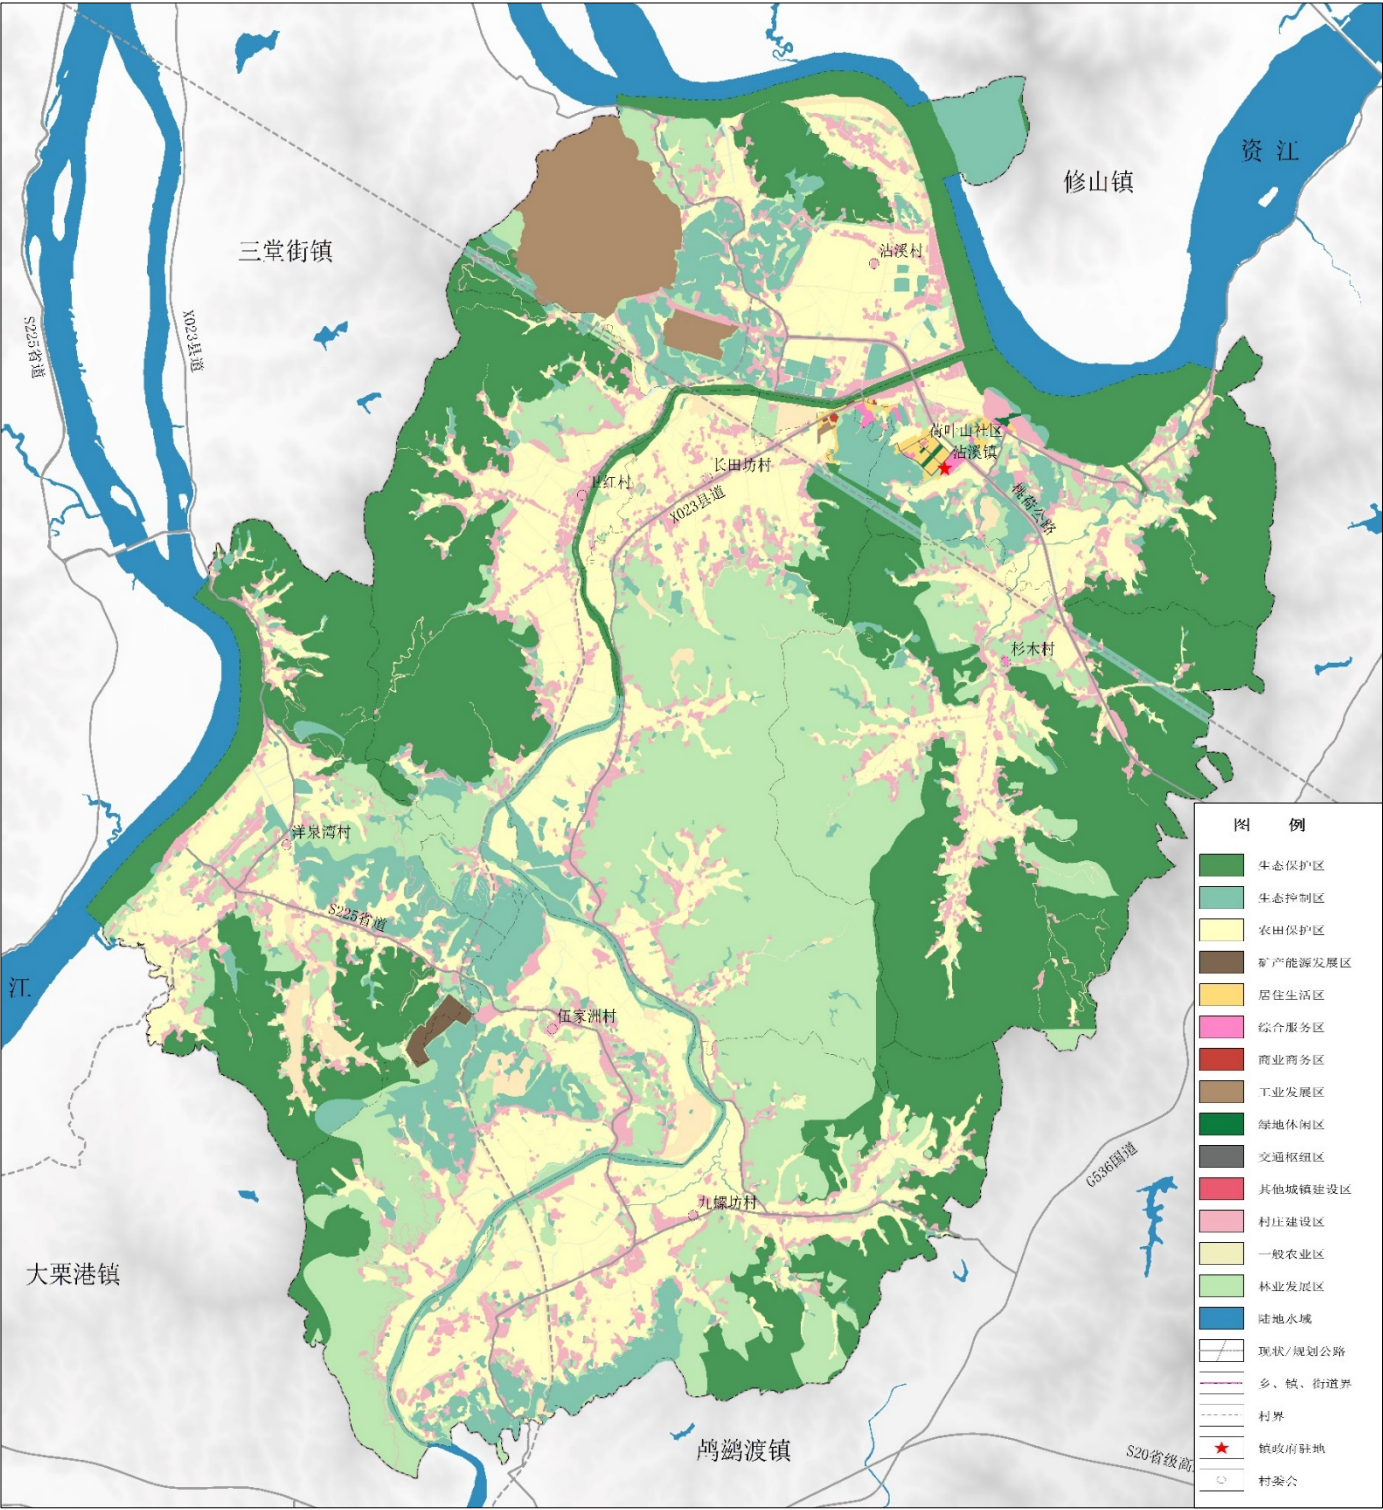 资 江
修山镇
三堂街镇
沾溪村
S225省道
X023县道
荷叶山社区
沾溪镇
长田坊村
卫红村
X023县道
桃荷公路
杉木村
洋泉湾村
S225省道
江
伍家洲村
九螺坊村
G536国道
大栗港镇
鸬鹚渡镇
S20省级高
图 例
生态保护区
生态控制区
农田保护区
矿产能源发展区
居住生活区
综合服务区
商业商务区
工业发展区
绿地休闲区
交通枢纽区
其他城镇建设区
村庄建设区
一般农业区
林业发展区
陆地水域
现状/规划公路
乡、镇、街道界
村界
镇政府驻地
村委会